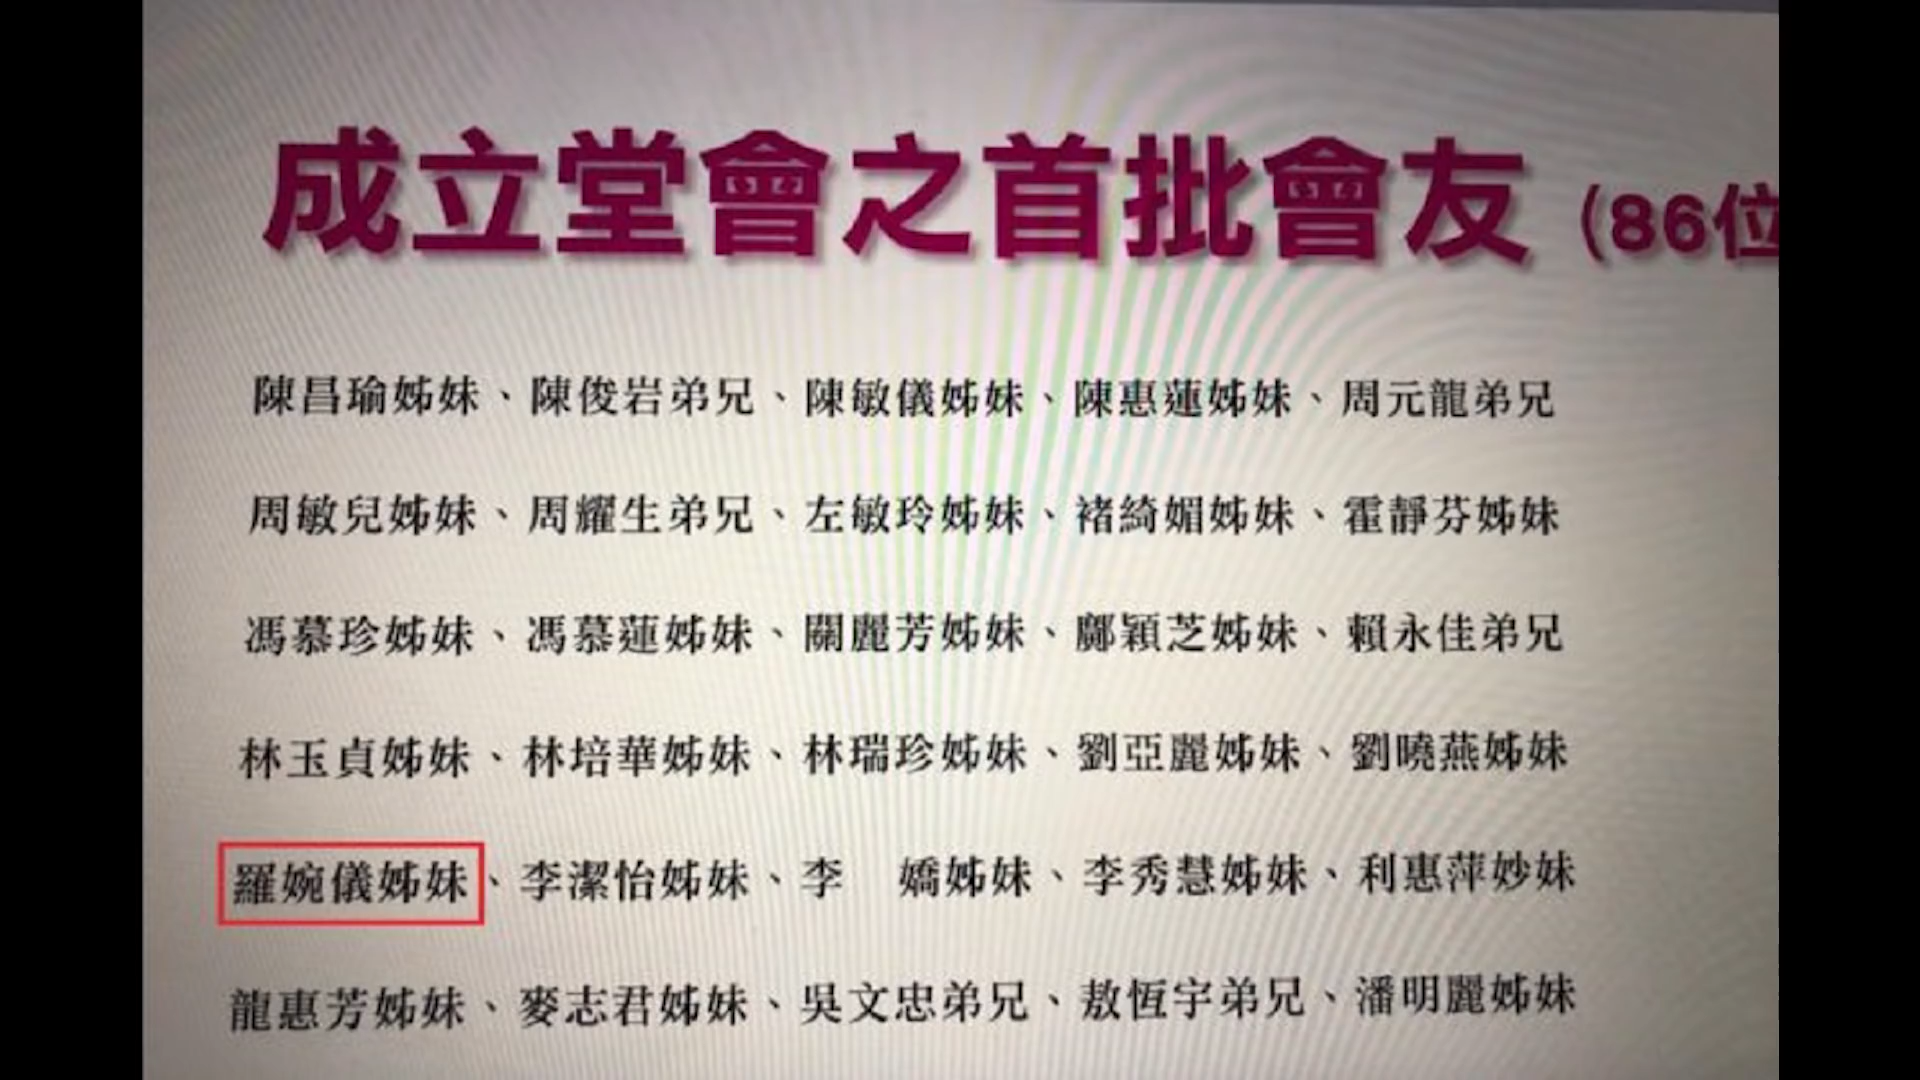 成立堂會之首批會友 (86位
陳昌瑜姊妹、陳俊岩弟兄、陳敏儀姊妹、陳惠蓮姊妹、周元龍弟兄
周敏兒姊妹、周耀生弟兄、左敏玲姊妹、褚綺媚姊妹、霍靜芬姊妹
馮慕珍姊妹、馮慕蓮姊妹、關麗芳姊妹、鄺穎芝姊妹、賴永佳弟兄
林玉貞姊妹、林培華姊妹、林瑞珍姊妹、劉亞麗姊妹、劉曉燕姊妹
羅婉儀姊妹、李潔怡姊妹、李　嬌姊妹、李秀慧姊妹、利惠萍妙妹
龍惠芳姊妹、麥志君姊妹、吳文忠弟兄、敖恆宇弟兄、潘明麗姊妹